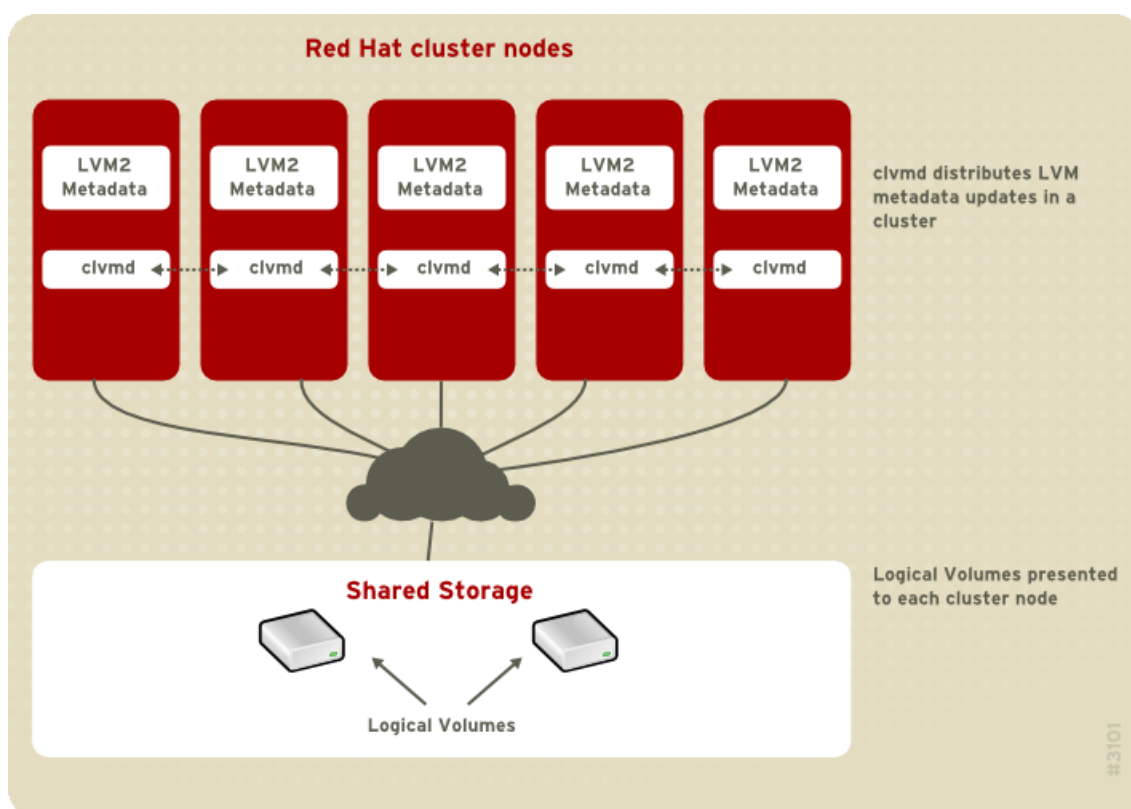 Red Hat cluster nodes
LVM2
Metadata
LVM2
Metadata
LVM2
Metadata
LVM2
Metadata
LVM2
Metadata
clvmd distributes LVM
metadata updates in a
cluster
clvmd
clvmd
clvmd
clvmd
clvmd
Shared Storage
Logical Volumes presented
to each cluster node
Logical Volumes
#3101